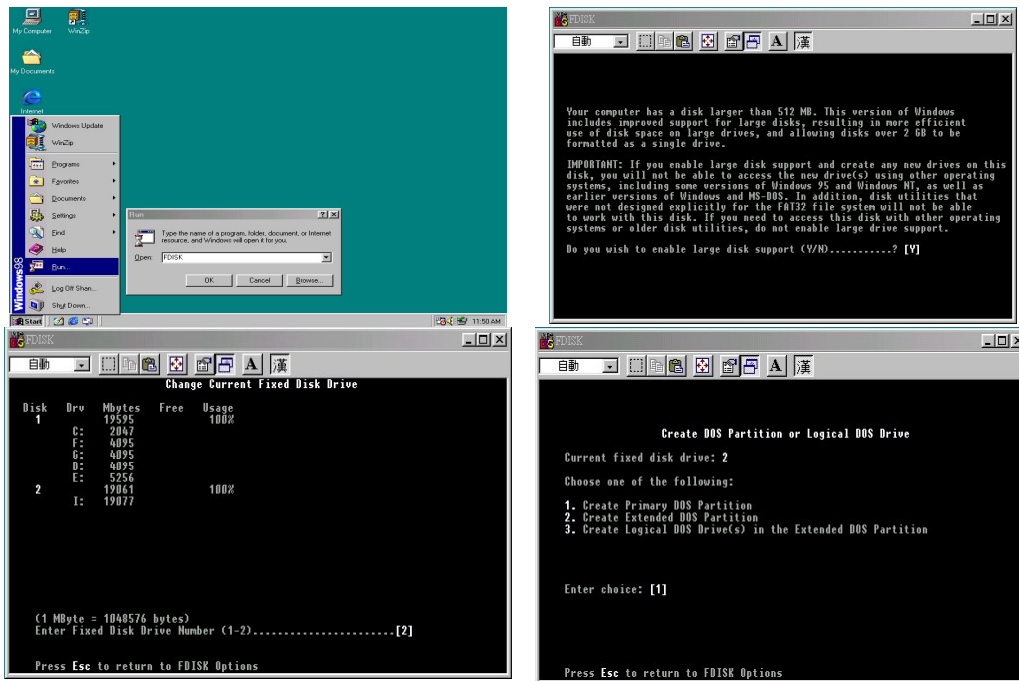 My Computer
WinZip
My Documents
Internet
Windows Update
WinZip
Programs
Favorites
Documents
Settings
Find
Help
Run...
Log Off Shan...
Shut Down...
Windows98
Run
Type the name of a program, folder, document, or Internet
resource, and Windows will open it for you.
Open:
FDISK
OK
Cancel
Browse...
Start
11:50 AM
FDISK
自動
A
漢
Your computer has a disk larger than 512 MB. This version of Windows
includes improved support for large disks, resulting in more efficient
use of disk space on large drives, and allowing disks over 2 GB to be
formatted as a single drive.
IMPORTANT: If you enable large disk support and create any new drives on this
disk, you will not be able to access the new drive(s) using other operating
systems, including some versions of Windows 95 and Windows NT, as well as
earlier versions of Windows and MS-DOS. In addition, disk utilities that
were not designed explicitly for the FAT32 file system will not be able
to work with this disk. If you need to access this disk with other operating
systems or older disk utilities, do not enable large drive support.
Do you wish to enable large disk support (Y/N)...........? [Y]
FDISK
自動
A
漢
Change Current Fixed Disk Drive
Disk Drv Mbytes Free Usage
1 19595 100%
C: 2047
F: 4095
G: 4095
D: 4095
E: 5256
2 19061 100%
I: 19077
(1 MByte = 1048576 bytes)
Enter Fixed Disk Drive Number (1-2).......................[2]
Press Esc to return to FDISK Options
FDISK
自動
A
漢
Create DOS Partition or Logical DOS Drive
Current fixed disk drive: 2
Choose one of the following:
1. Create Primary DOS Partition
2. Create Extended DOS Partition
3. Create Logical DOS Drive(s) in the Extended DOS Partition
Enter choice: [1]
Press Esc to return to FDISK Options